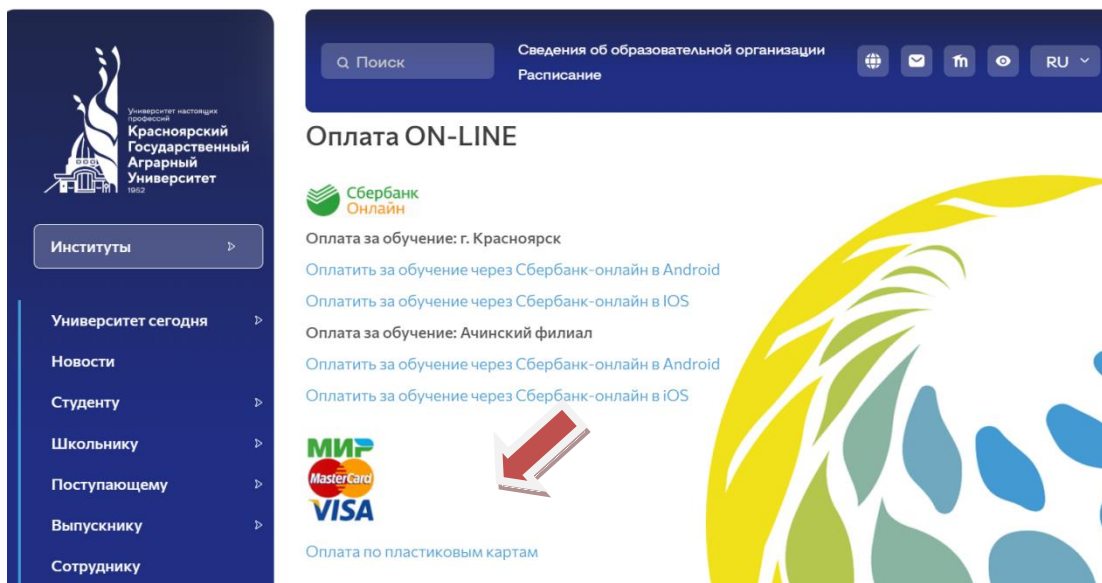 Университет настоящих
профессий
Красноярский
Государственный
Аграрный
Университет
1952
Институты
Университет сегодня
Новости
Студенту
Школьнику
Поступающему
Выпускнику
Сотруднику
Поиск
Сведения об образовательной организации
Расписание
RU
Оплата ON-LINE
Сбербанк
Онлайн
Оплата за обучение: г. Красноярск
Оплатить за обучение через Сбербанк-онлайн в Android
Оплатить за обучение через Сбербанк-онлайн в IOS
Оплата за обучение: Ачинский филиал
Оплатить за обучение через Сбербанк-онлайн в Android
Оплатить за обучение через Сбербанк-онлайн в iOS
МИР
MasterCard
VISA
Оплата по пластиковым картам